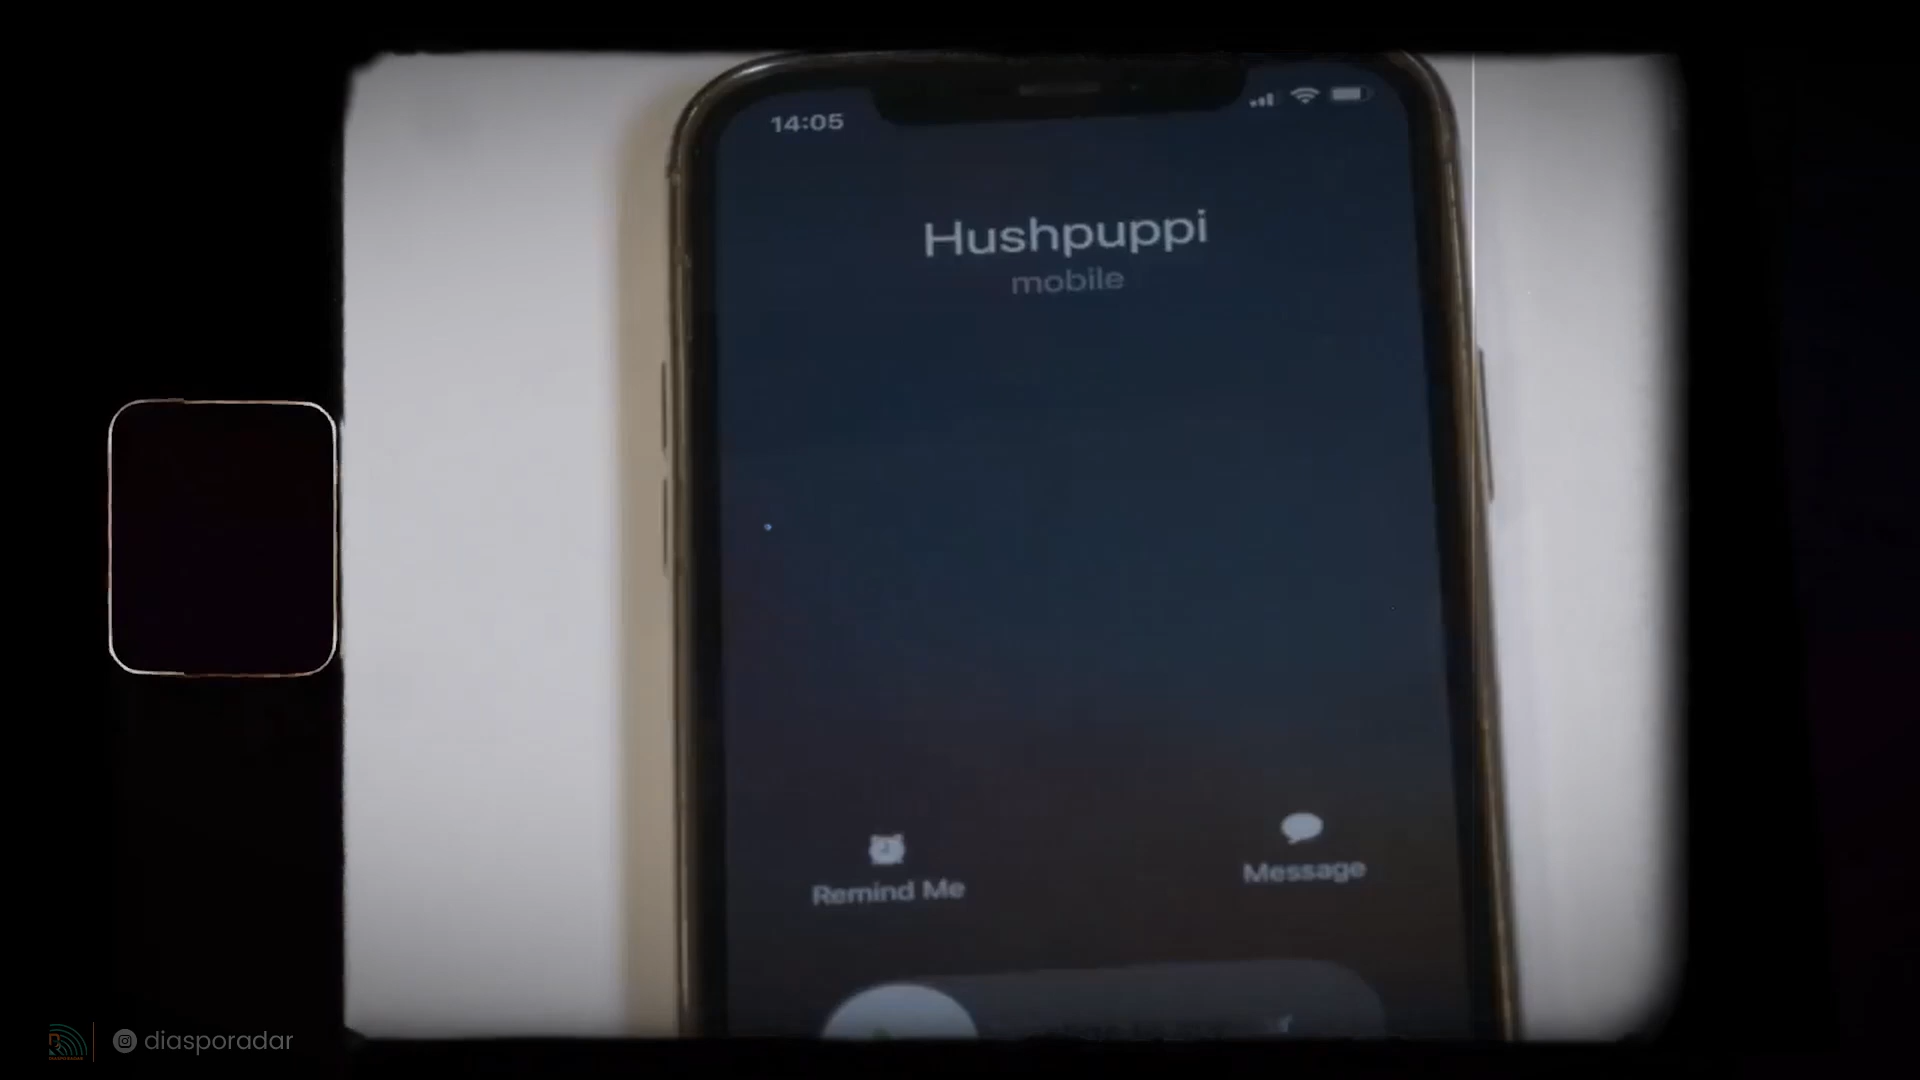 14:05
Hushpuppi
mobile
Remind Me
Message
diasporadar